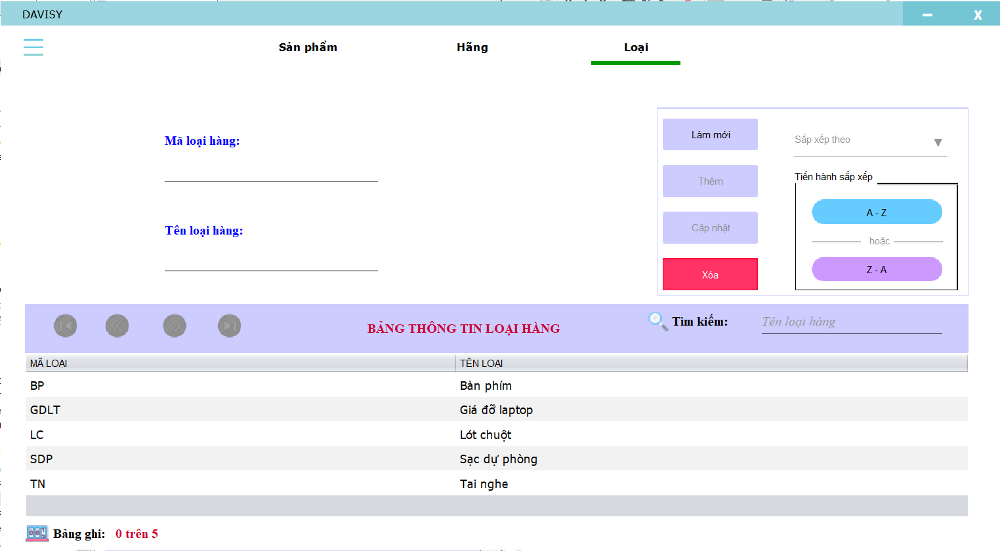 DAVISY
Sản phẩm
Hãng
Loại
Mã loại hàng:
Tên loại hàng:
Làm mới
Thêm
Cập nhật
Xóa
Sắp xếp theo
Tiến hành sắp xếp
A - Z
hoặc
Z - A
BẢNG THÔNG TIN LOẠI HÀNG
Tìm kiếm:
Tên loại hàng
MÃ LOẠI TÊN LOẠI
BP Bàn phím
GDLT Giá đỡ laptop
LC Lót chuột
SDP Sạc dự phòng
TN Tai nghe
Bảng ghi: 0 trên 5